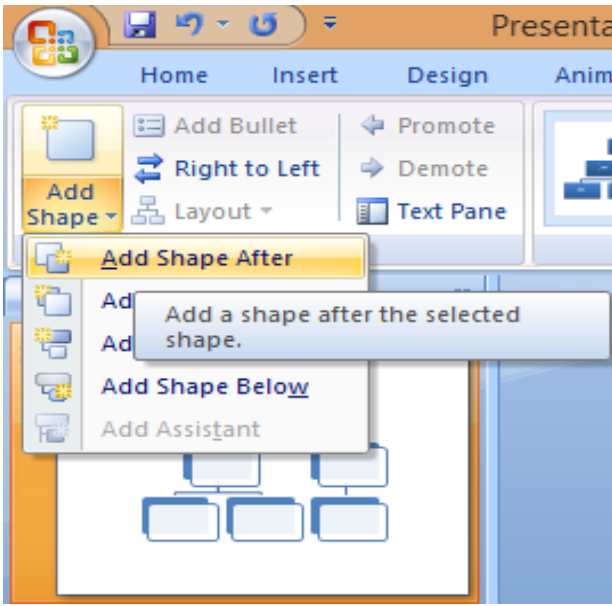 Presenta
Home Insert Design Anim
Add Bullet Promote
Right to Left Demote
Add
Shape Layout Text Pane
Add Shape After
Ad
Add a shape after the selected
shape.
Ad
Add Shape Below
Add Assistant